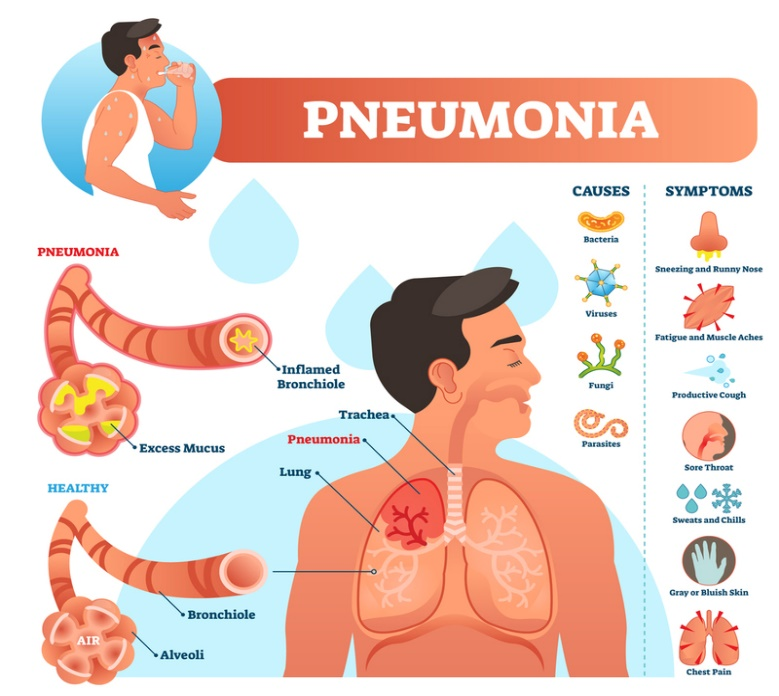 PNEUMONIA
CAUSES
Bacteria
Viruses
Fungi
Parasites
SYMPTOMS
Sneezing and Runny Nose
Fatigue and Muscle Aches
Productive Cough
Sore Throat
Sweats and Chills
Gray or Bluish Skin
Chest Pain
PNEUMONIA
Inflamed
Bronchiole
Excess Mucus
Trachea
Pneumonia
Lung
HEALTHY
Bronchiole
AIR
Alveoli